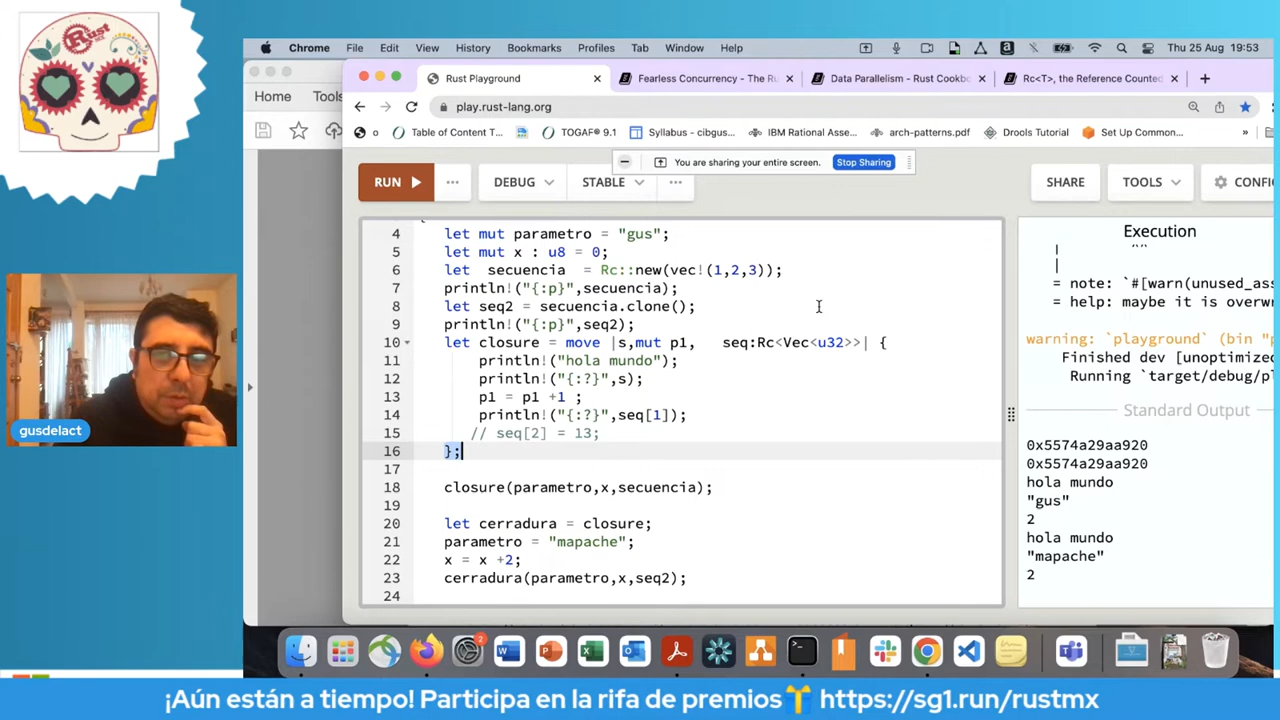 Rust
MX
Chrome File Edit View History Bookmarks Profiles Tab Window Help Thu 25 Aug 19:53
Rust Playground Fearless Concurrency - The Ru Data Parallelism - Rust Cookbo Rc<T>, the Reference Counted
Home Tools
play.rust-lang.org
o Table of Content T... TOGAF® 9.1 Syllabus - cibgus... IBM Rational Asse... arch-patterns.pdf Drools Tutorial Set Up Common... »
You are sharing your entire screen. Stop Sharing
RUN DEBUG STABLE SHARE TOOLS CONFI
4 let mut parametro = "gus";
5 let mut x : u8 = 0;
6 let secuencia = Rc::new(vec!(1,2,3));
7 println!("{:p}",secuencia);
8 let seq2 = secuencia.clone();
9 println!("{:p}",seq2);
10 let closure = move |s,mut p1, seq:Rc<Vec<u32>>| {
11 println!("hola mundo");
12 println!("{:?}",s);
13 p1 = p1 +1 ;
14 println!("{:?}",seq[1]);
15 // seq[2] = 13;
16 };
17
18 closure(parametro,x,secuencia);
19
20 let cerradura = closure;
21 parametro = "mapache";
22 x = x +2;
23 cerradura(parametro,x,seq2);
24
Execution
| ^^
|
= note: `#[warn(unused_ass
= help: maybe it is overw
warning: `playground` (bin "p
Finished dev [unoptimized
Running `target/debug/pl
Standard Output
0x5574a29aa920
0x5574a29aa920
hola mundo
"gus"
2
hola mundo
"mapache"
2
gusdelact
2
¡Aún están a tiempo! Participa en la rifa de premios https://sg1.run/rustmx